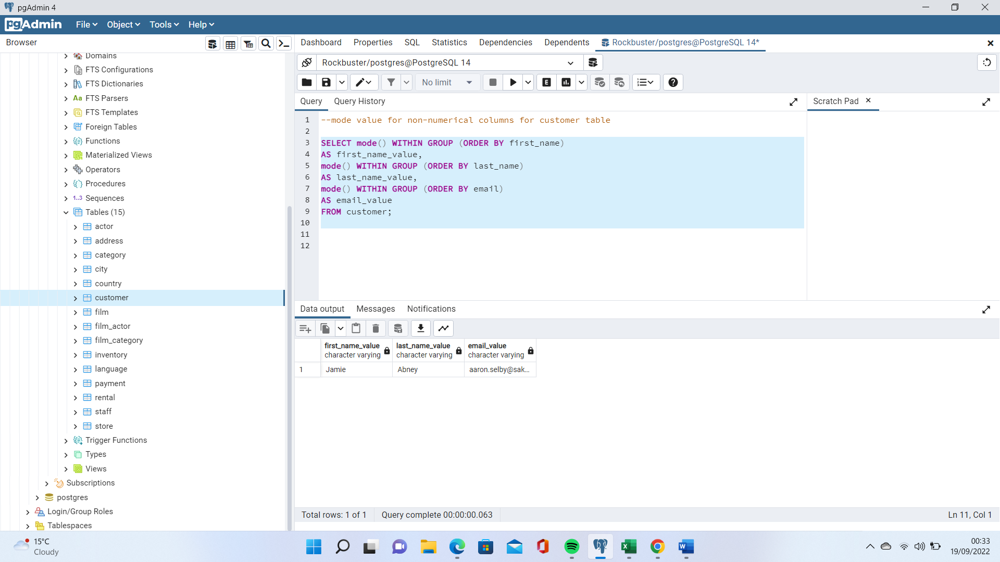 pgAdmin 4
pgAdmin File Object Tools Help
Browser
Dashboard Properties SQL Statistics Dependencies Dependents Rockbuster/postgres@PostgreSQL 14*
Rockbuster/postgres@PostgreSQL 14
No limit
E
Query Query History
Scratch Pad
Domains
FTS Configurations
FTS Dictionaries
Aa FTS Parsers
FTS Templates
Foreign Tables
Functions
Materialized Views
Operators
Procedures
1..3 Sequences
Tables (15)
actor
address
category
city
country
customer
film
film_actor
film_category
inventory
language
payment
rental
staff
store
Trigger Functions
Types
Views
Subscriptions
postgres
Login/Group Roles
Tablespaces
1 --mode value for non-numerical columns for customer table
2
3 SELECT mode() WITHIN GROUP (ORDER BY first_name)
4 AS first_name_value,
5 mode() WITHIN GROUP (ORDER BY last_name)
6 AS last_name_value,
7 mode() WITHIN GROUP (ORDER BY email)
8 AS email_value
9 FROM customer;
10
11
12
Data output Messages Notifications
first_name_value last_name_value email_value
character varying character varying character varying
1 Jamie Abney aaron.selby@sak...
Total rows: 1 of 1 Query complete 00:00:00.063 Ln 11, Col 1
15°C
Cloudy
00:33
19/09/2022